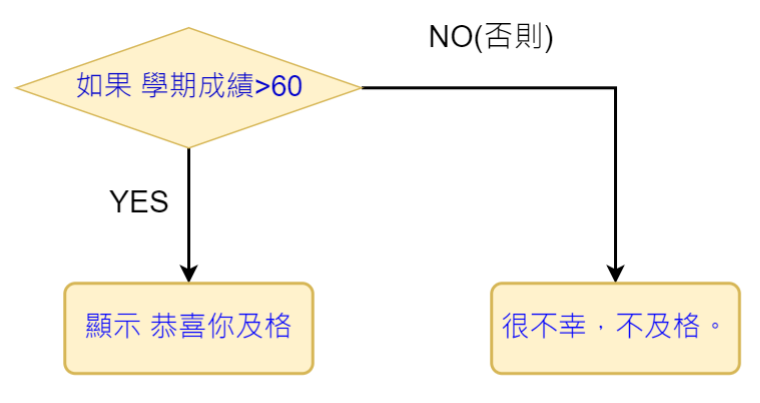 NO(否則)
如果 學期成績>60
YES
顯示 恭喜你及格
很不幸，不及格。